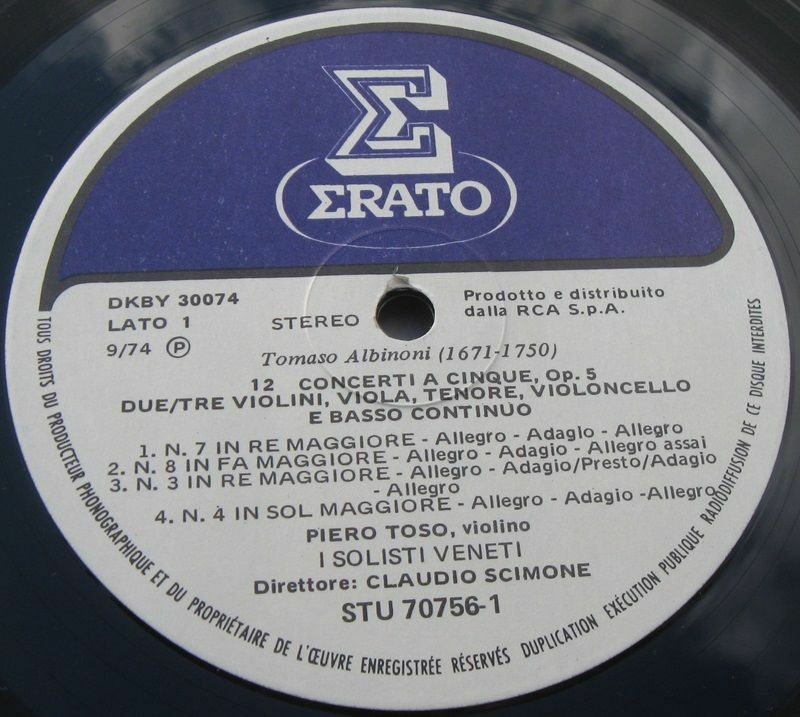 Σ
ΣRATO
DKBY 30074
LATO 1
9/74 Ⓟ
STEREO
Prodotto e distribuito
dalla RCA S.p.A.
Tomaso Albinoni (1671-1750)
12 CONCERTI A CINQUE, Op. 5
DUE/TRE VIOLINI, VIOLA, TENORE, VIOLONCELLO
E BASSO CONTINUO
1. N. 7 IN RE MAGGIORE - Allegro - Adagio - Allegro
2. N. 8 IN FA MAGGIORE - Allegro - Adagio - Allegro assai
3. N. 3 IN RE MAGGIORE - Allegro - Adagio/Presto/Adagio
- Allegro
4. N. 4 IN SOL MAGGIORE - Allegro - Adagio -Allegro
PIERO TOSO, violino
I SOLISTI VENETI
Direttore: CLAUDIO SCIMONE
STU 70756-1
TOUS DROITS DU PRODUCTEUR PHONOGRAPHIQUE ET DU PROPRIÉTAIRE DE L'ŒUVRE ENREGISTRÉE RÉSERVÉS DUPLICATION EXÉCUTION PUBLIQUE RADIODIFFUSION DE CE DISQUE INTERDITES